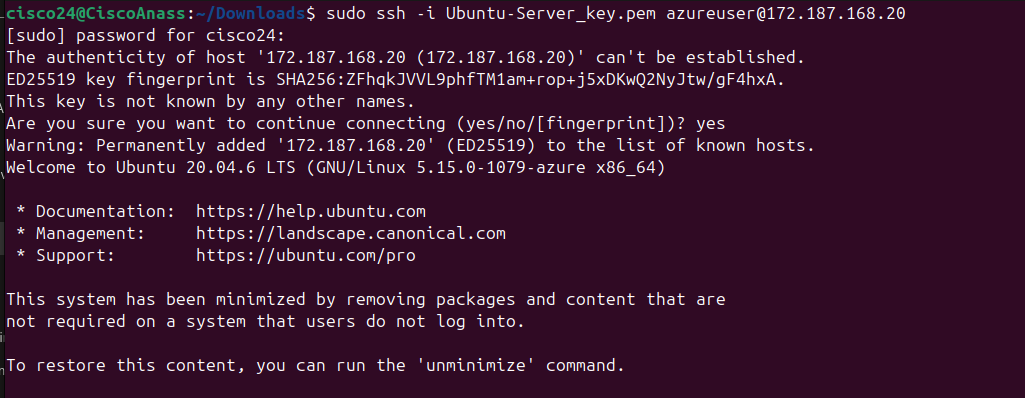 cisco24@CiscoAnass:~/Downloads$ sudo ssh -i Ubuntu-Server_key.pem azureuser@172.187.168.20
[sudo] password for cisco24:
The authenticity of host '172.187.168.20 (172.187.168.20)' can't be established.
ED25519 key fingerprint is SHA256:ZFhqkJVVL9phfTM1am+rop+j5xDKwQ2NyJtw/gF4hxA.
This key is not known by any other names.
Are you sure you want to continue connecting (yes/no/[fingerprint])? yes
Warning: Permanently added '172.187.168.20' (ED25519) to the list of known hosts.
Welcome to Ubuntu 20.04.6 LTS (GNU/Linux 5.15.0-1079-azure x86_64)
* Documentation:  https://help.ubuntu.com
* Management:     https://landscape.canonical.com
* Support:        https://ubuntu.com/pro
This system has been minimized by removing packages and content that are
not required on a system that users do not log into.
To restore this content, you can run the 'unminimize' command.